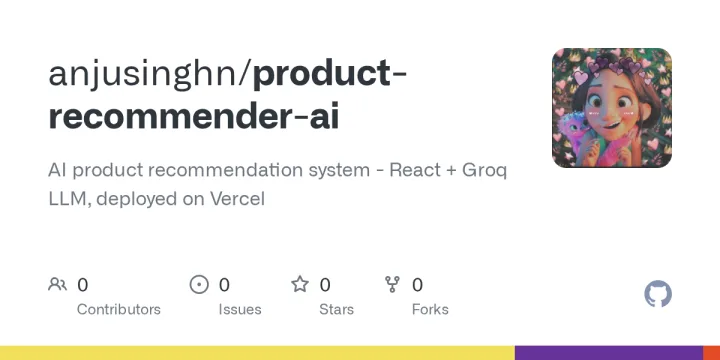 anjusinghn/product-
recommender-ai
AI product recommendation system - React + Groq
LLM, deployed on Vercel
0 0 0 0
Contributors Issues Stars Forks